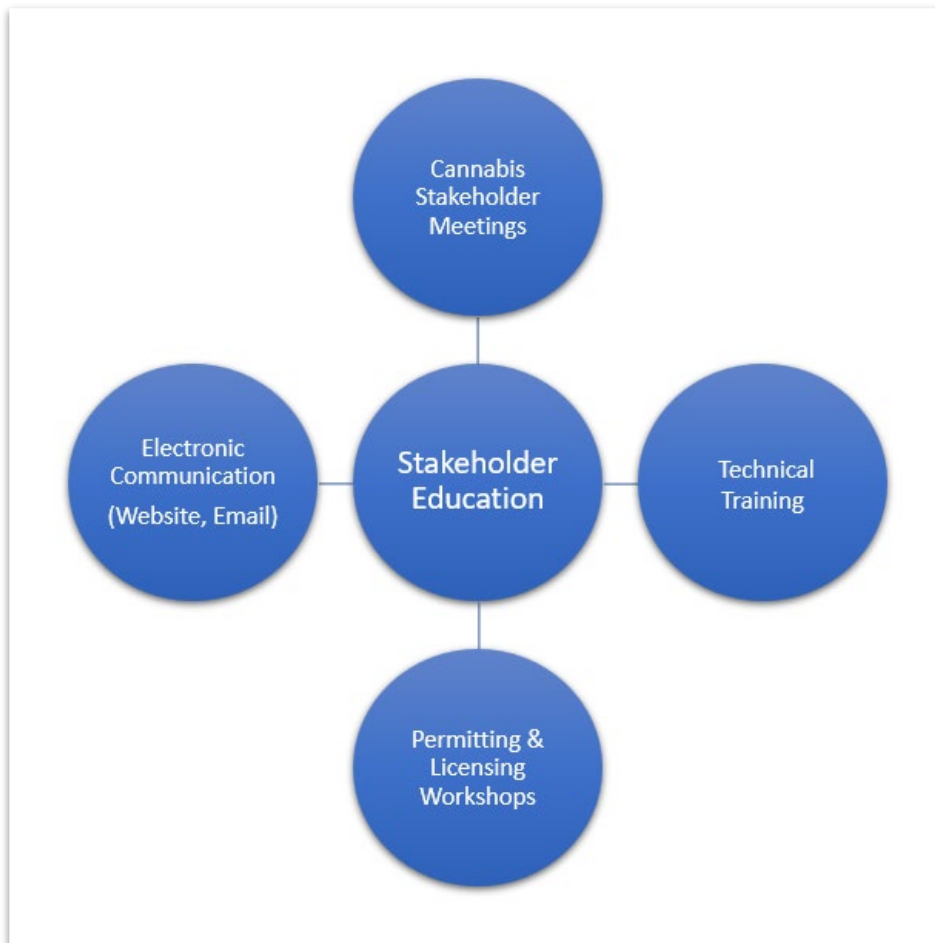 Cannabis
Stakeholder
Meetings
Electronic
Communication
(Website, Email)
Stakeholder
Education
Technical
Training
Permitting &
Licensing
Workshops